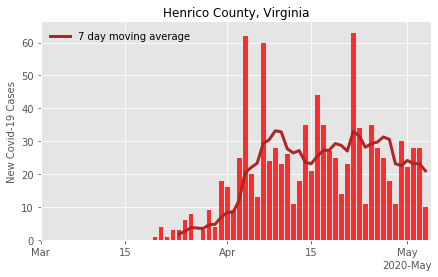 Henrico County, Virginia
7 day moving average
New Covid-19 Cases
60
50
40
30
20
10
0
Mar 15 Apr 15 May
2020-May